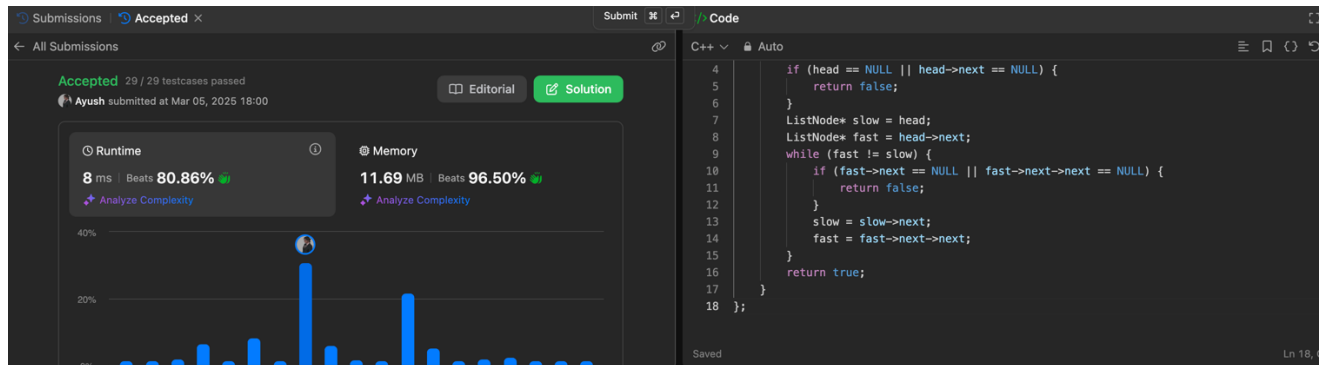 Submissions
Accepted ×
Submit ⌘ ↵
</> Code
← All Submissions
C++ Auto
Accepted 29 / 29 testcases passed
Ayush submitted at Mar 05, 2025 18:00
Editorial
Solution
Runtime
8 ms | Beats 80.86%
Analyze Complexity
Memory
11.69 MB | Beats 96.50%
Analyze Complexity
40%
20%
0%
4 if (head == NULL || head->next == NULL) {
5 return false;
6 }
7 ListNode* slow = head;
8 ListNode* fast = head->next;
9 while (fast != slow) {
10 if (fast->next == NULL || fast->next->next == NULL) {
11 return false;
12 }
13 slow = slow->next;
14 fast = fast->next->next;
15 }
16 return true;
17 }
18 };
Saved
Ln 18,